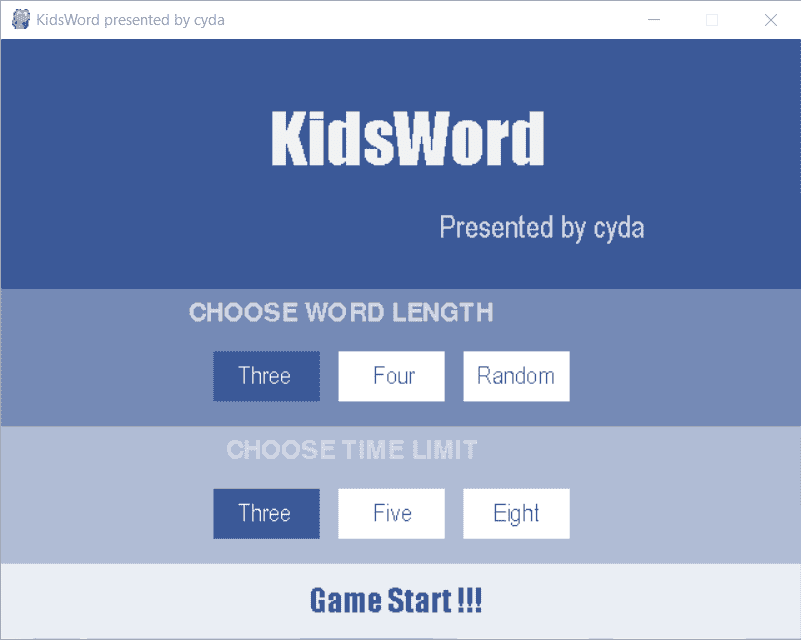 KidsWord presented by cyda
KidsWord
Presented by cyda
CHOOSE WORD LENGTH
Three Four Random
CHOOSE TIME LIMIT
Three Five Eight
Game Start !!!